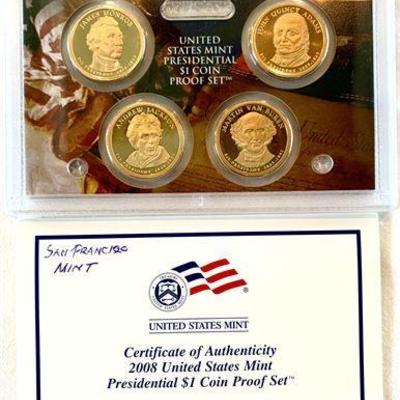 JAMES MONROE
JOHN QUINCY ADAMS
UNITED
STATES MINT
PRESIDENTIAL
$1 COIN
PROOF SET™
ANDREW JACKSON
MARTIN VAN BUREN
SAN FRANCISCO
MINT
UNITED STATES MINT
Certificate of Authenticity
2008 United States Mint
Presidential $1 Coin Proof Set™